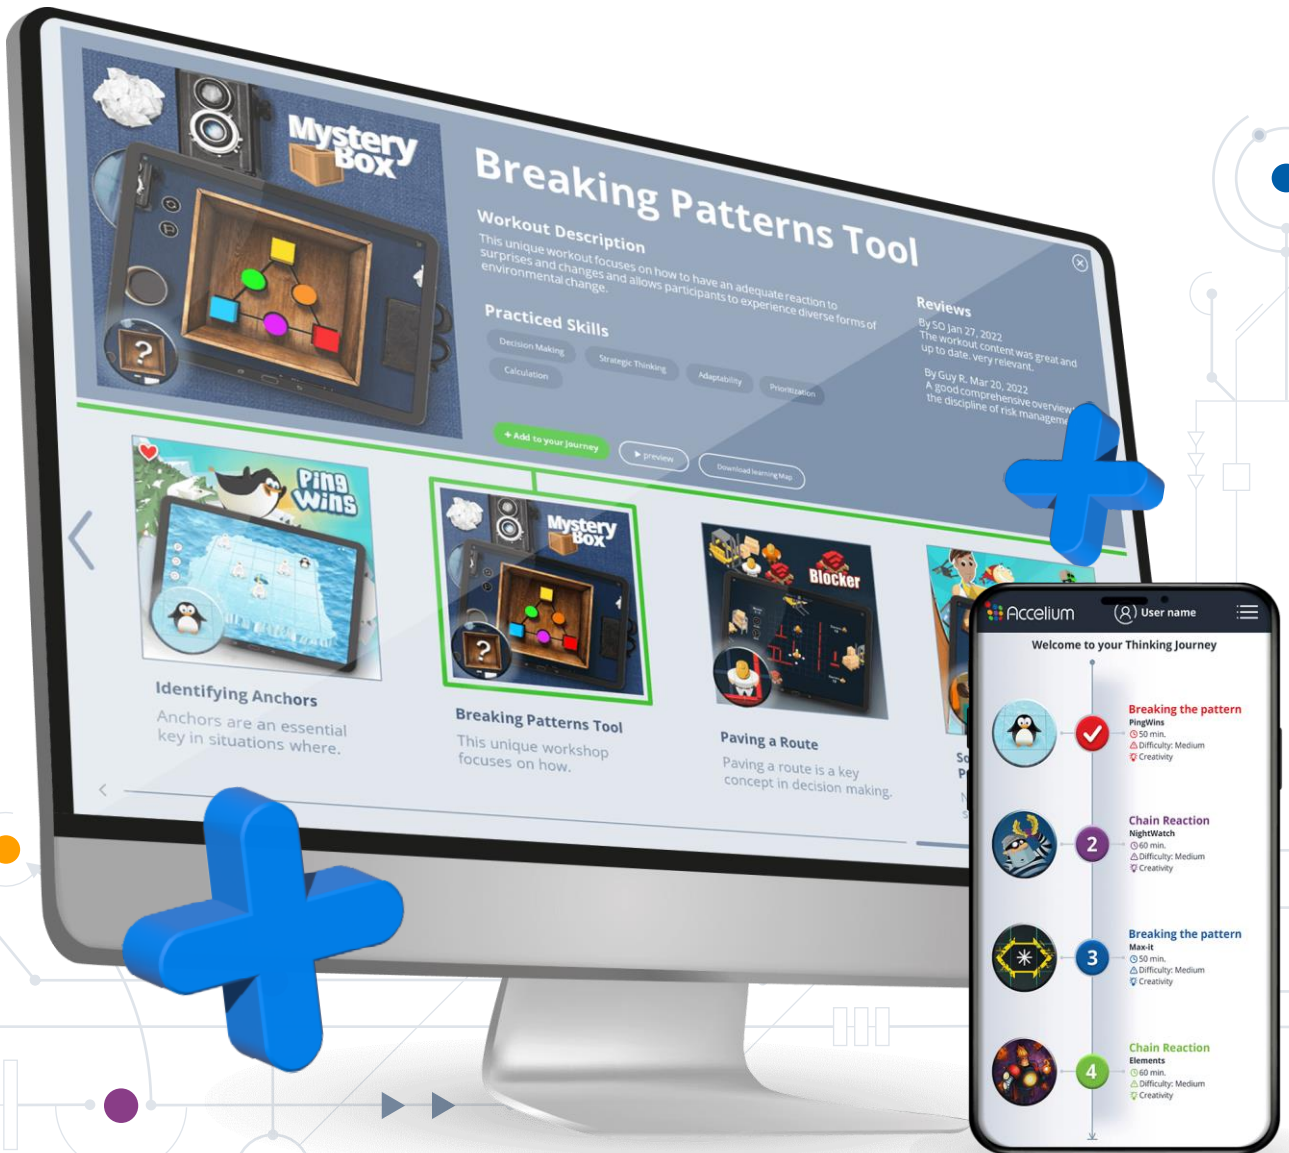 Mystery
Box
Breaking Patterns Tool
Workout Description
This unique workout focuses on how to have an adequate reaction to
surprises and changes and allows participants to experience diverse forms of
environmental change.
Practiced Skills
Decision Making
Strategic Thinking
Adaptability
Prioritization
Calculation
+ Add to your journey
preview
Download learning Map
Reviews
By SO Jan 27, 2022
The workout content was great and
up to date. very relevant.
By Guy R. Mar 20, 2022
A good comprehensive overview
the discipline of risk
?
Ping
Wins
Identifying Anchors
Anchors are an essential
key in situations where.
Mystery
Box
?
Breaking Patterns Tool
This unique workshop
focuses on how.
Blocker
Paving a Route
Paving a route is a key
concept in decision making.
Accelium
User name
Welcome to your Thinking Journey
Breaking the pattern
PingWins
50 min.
Difficulty: Medium
Creativity
2
Chain Reaction
NightWatch
60 min.
Difficulty: Medium
Creativity
3
Breaking the pattern
Max-it
50 min.
Difficulty: Medium
Creativity
4
Chain Reaction
Elements
60 min.
Difficulty: Medium
Creativity